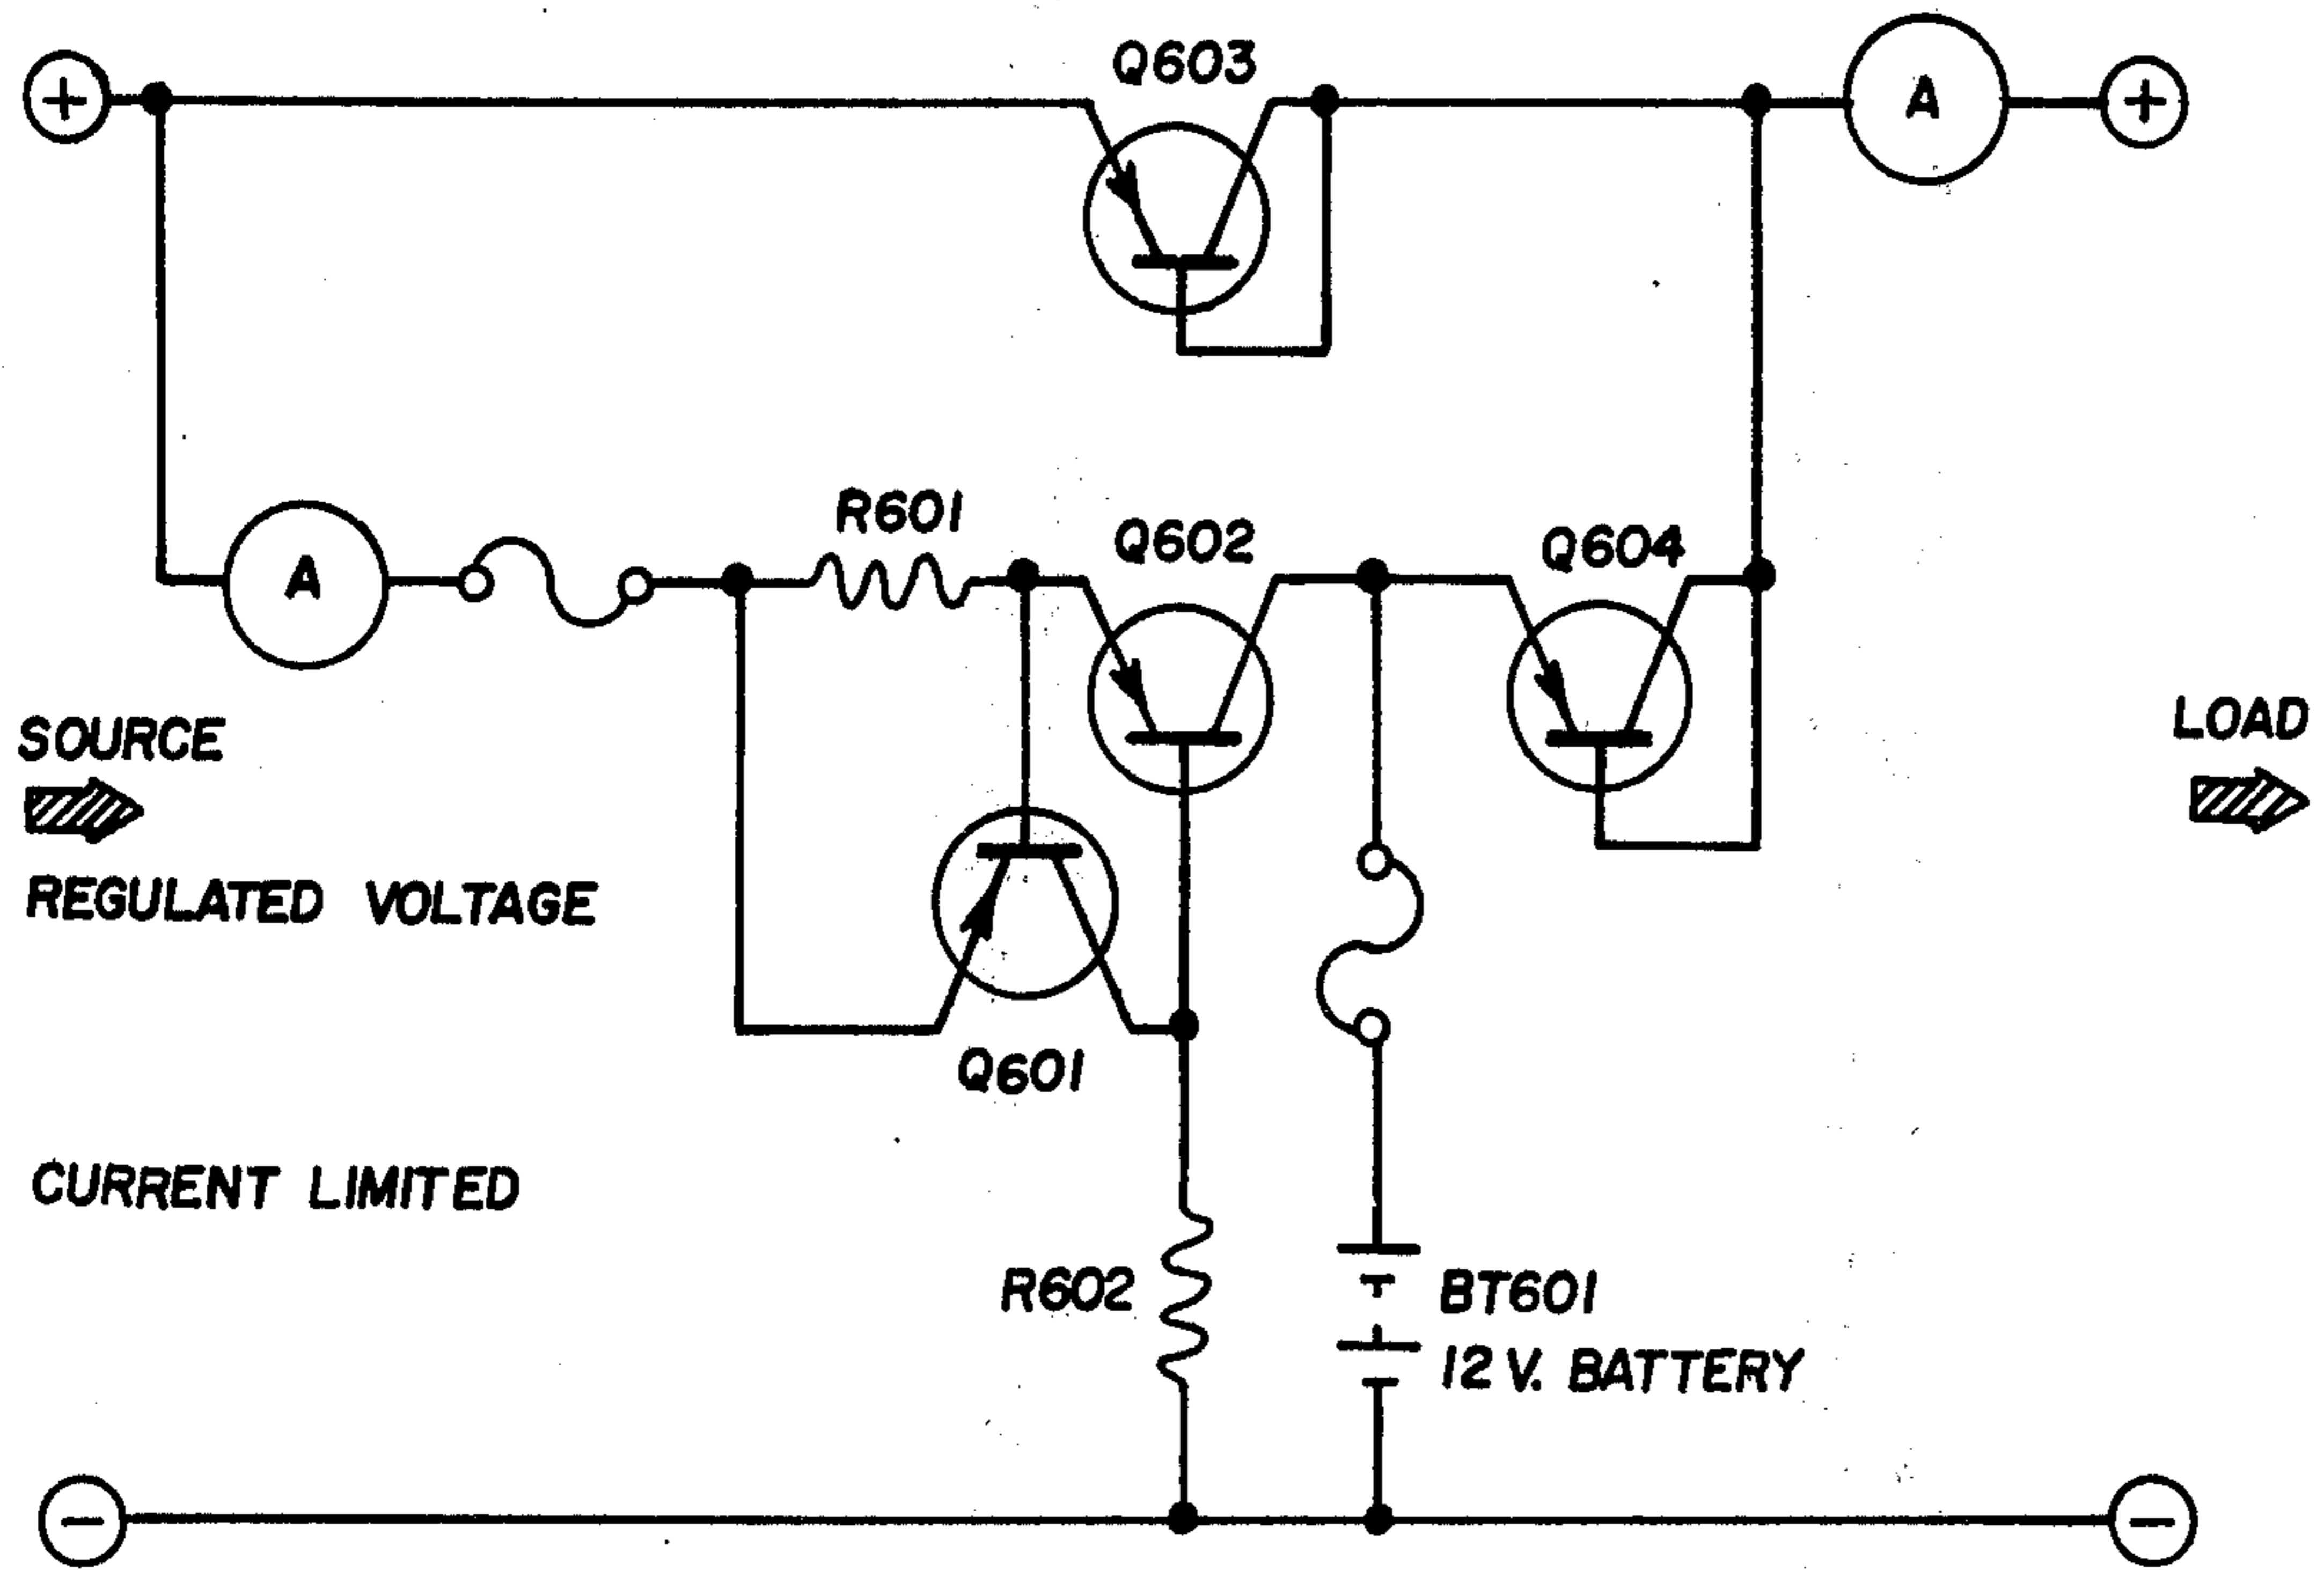 Q603
+
A
+
R601
Q602
Q604
A
SOURCE
LOAD
REGULATED VOLTAGE
Q601
CURRENT LIMITED
R602
BT601
12 V. BATTERY
−
−